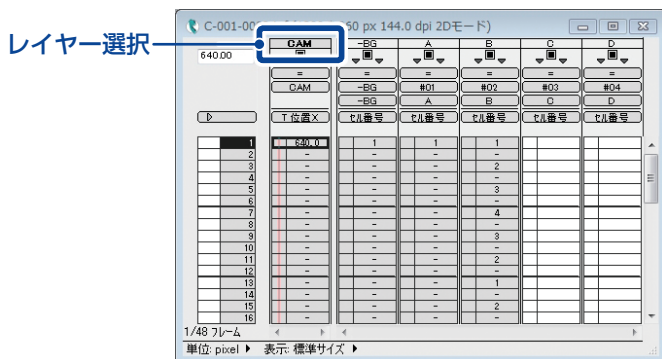 C-001-00 60 px 144.0 dpi 2Dモード)
レイヤー選択
640.00 CAM -BG A B C D
= = = = = =
CAM -BG #01 #02 #03 #04
-BG A B C D
T 位置X セル番号 セル番号 セル番号 セル番号 セル番号
1 640.0 1 1 1
2 - - - -
3 - - - 2
4 - - - -
5 - - - 3
6 - - - -
7 - - - 4
8 - - - -
9 - - - 3
10 - - - -
11 - - - 2
12 - - - -
13 - - - 1
14 - - - -
15 - - - 2
16 - - - -
1/48 フレーム
単位: pixel 表示: 標準サイズ